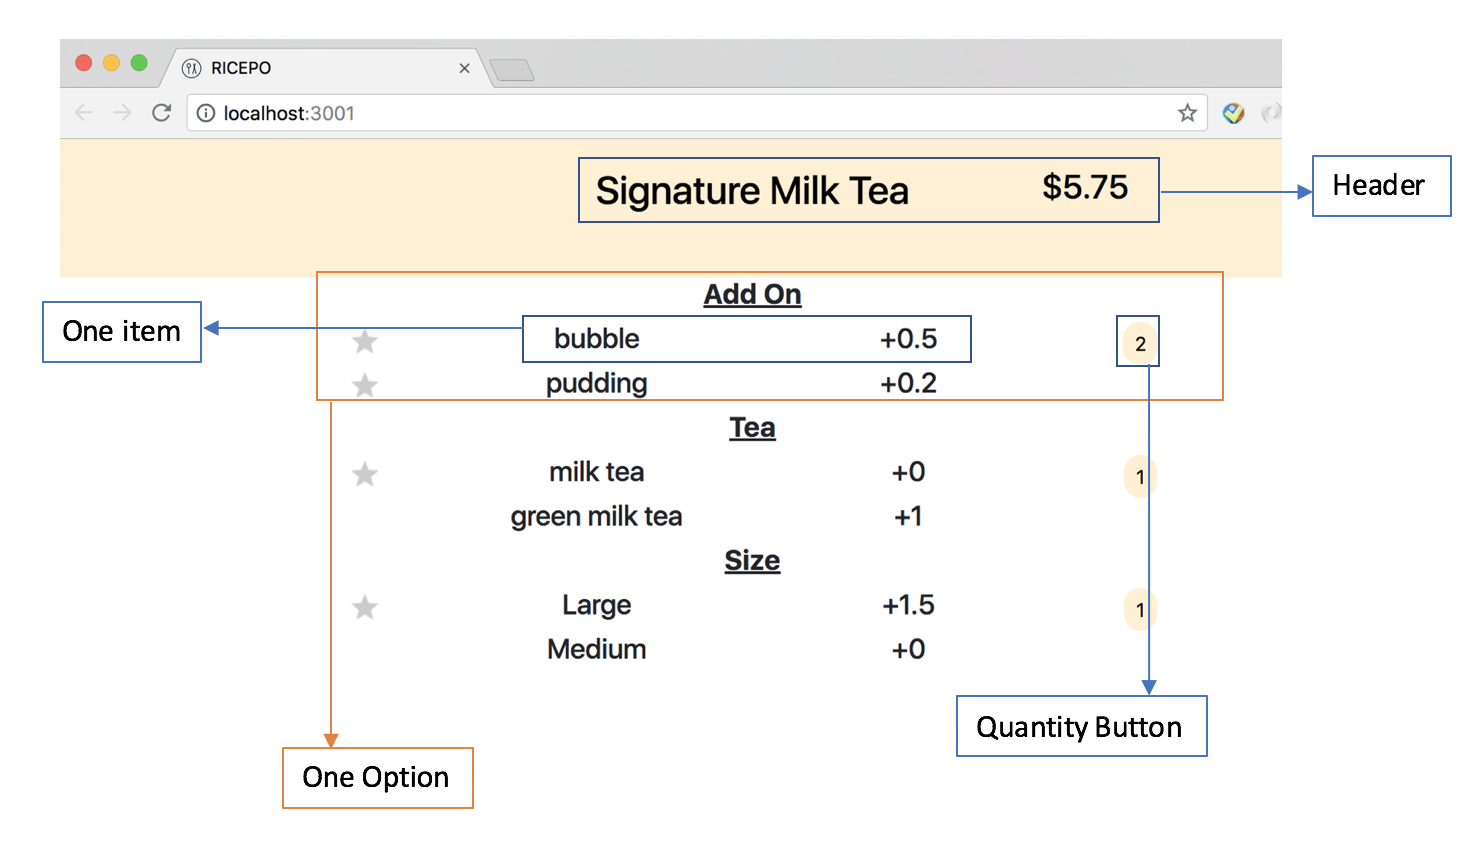 RICEPO
localhost:3001
Signature Milk Tea $5.75
Header
Add On
One item
bubble +0.5 2
pudding +0.2
Tea
milk tea +0 1
green milk tea +1
Size
Large +1.5 1
Medium +0
Quantity Button
One Option